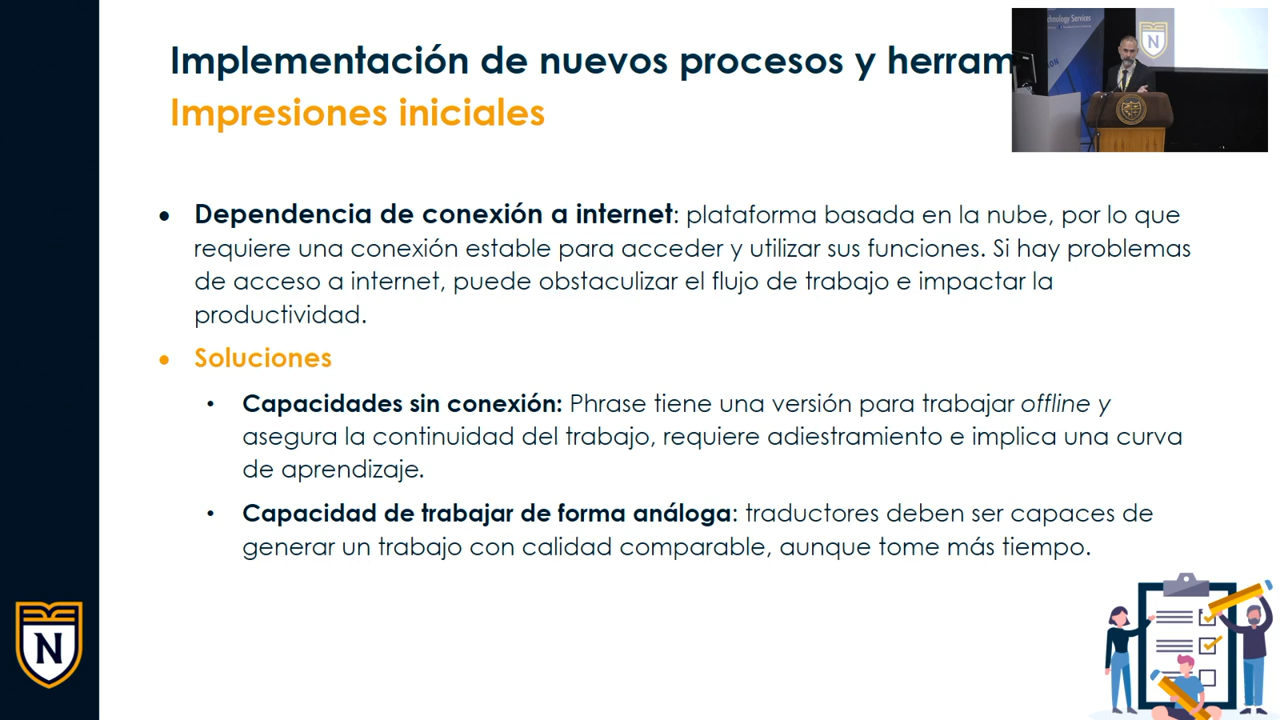 Implementación de nuevos procesos y herram
Impresiones iniciales
• Dependencia de conexión a internet: plataforma basada en la nube, por lo que
requiere una conexión estable para acceder y utilizar sus funciones. Si hay problemas
de acceso a internet, puede obstaculizar el flujo de trabajo e impactar la
productividad.
• Soluciones
• Capacidades sin conexión: Phrase tiene una versión para trabajar offline y
asegura la continuidad del trabajo, requiere adiestramiento e implica una curva
de aprendizaje.
• Capacidad de trabajar de forma análoga: traductores deben ser capaces de
generar un trabajo con calidad comparable, aunque tome más tiempo.
N
hnology Services
N
ON